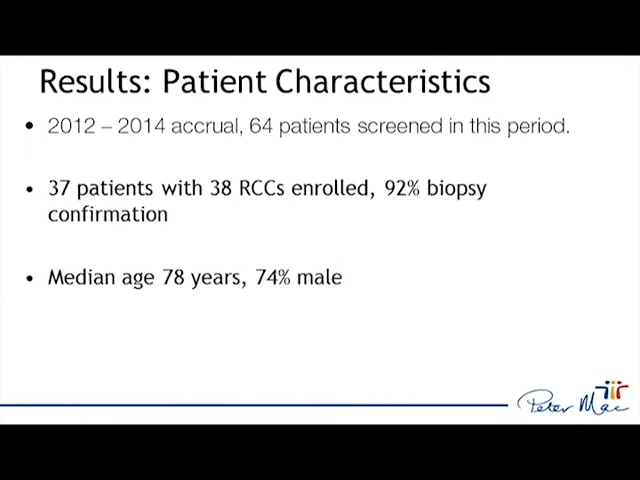 Results: Patient Characteristics
• 2012 – 2014 accrual, 64 patients screened in this period.
• 37 patients with 38 RCCs enrolled, 92% biopsy
confirmation
• Median age 78 years, 74% male
Peter Mac